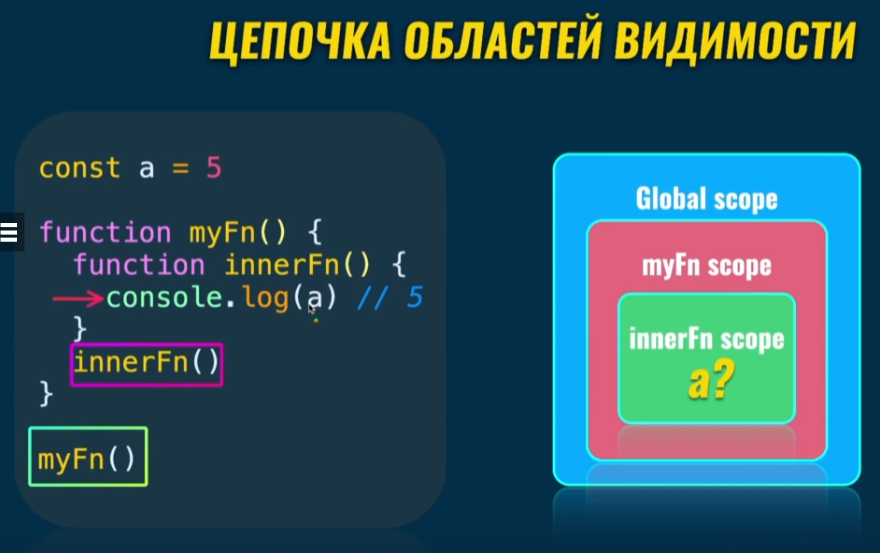 ЦЕПОЧКА ОБЛАСТЕЙ ВИДИМОСТИ
const a = 5
function myFn() {
function innerFn() {
console.log(a) // 5
}
innerFn()
}
myFn()
Global scope
myFn scope
innerFn scope
a?